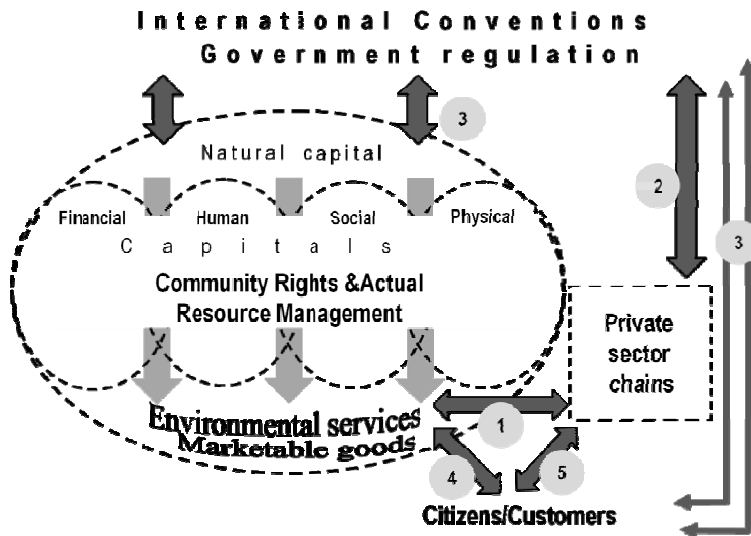 International Conventions
Government regulation
3
Natural capital
2
Financial Human Social Physical
3
Capitals
Community Rights &Actual
Resource Management
Private
sector
chains
Environmental services
Marketable goods
1
4
5
Citizens/Customers